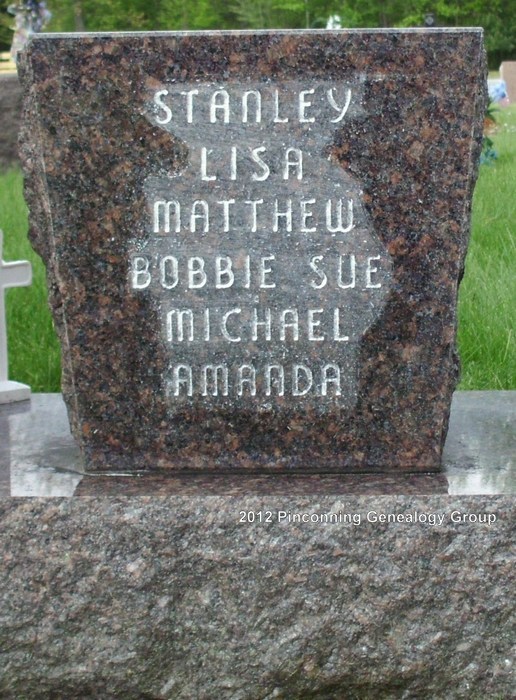 STANLEY
LISA
MATTHEW
BOBBIE SUE
MICHAEL
AMANDA
2012 Pinconning Genealogy Group